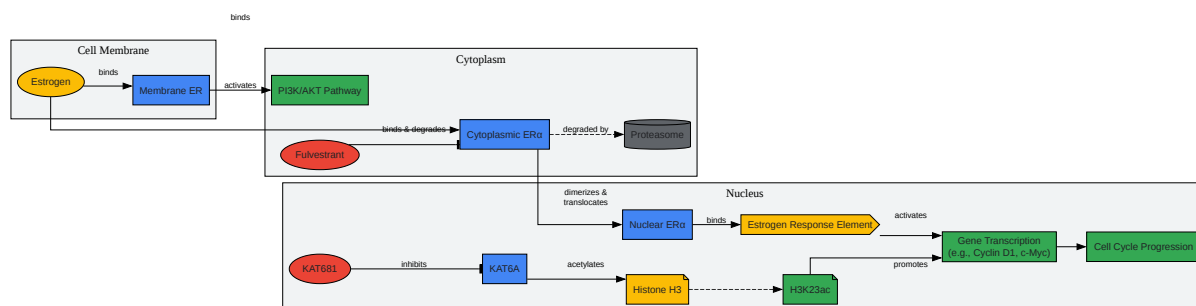 binds
Cell Membrane
Estrogen
binds
Membrane ER
activates
Cytoplasm
PI3K/AKT Pathway
binds & degrades
Cytoplasmic ERα
degraded by
Proteasome
Fulvestrant
Nucleus
dimerizes &
translocates
Nuclear ERα
binds
Estrogen Response Element
activates
Gene Transcription
(e.g., Cyclin D1, c-Myc)
Cell Cycle Progression
KAT681
inhibits
KAT6A
acetylates
Histone H3
H3K23ac
promotes